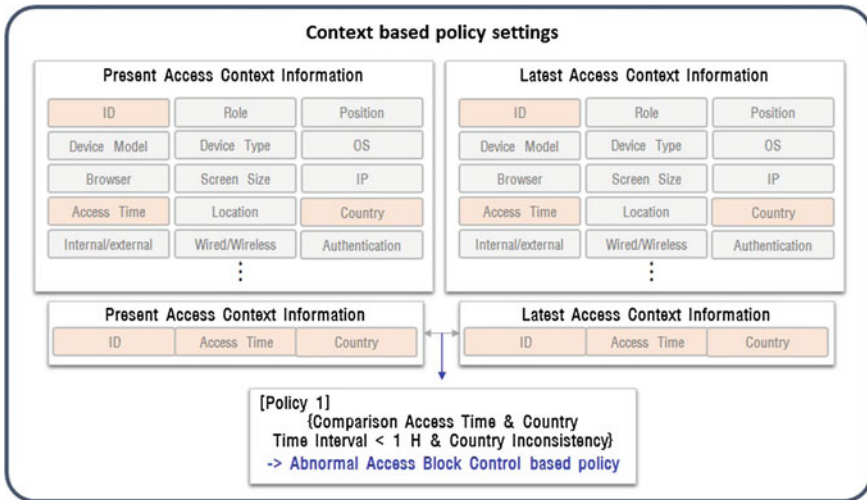 Context based policy settings
Present Access Context Information
ID Role Position
Device Model Device Type OS
Browser Screen Size IP
Access Time Location Country
Internal/external Wired/Wireless Authentication
Latest Access Context Information
ID Role Position
Device Model Device Type OS
Browser Screen Size IP
Access Time Location Country
Internal/external Wired/Wireless Authentication
Present Access Context Information
ID Access Time Country
Latest Access Context Information
ID Access Time Country
[Policy 1]
{Comparison Access Time & Country
Time Interval < 1 H & Country Inconsistency}
-> Abnormal Access Block Control based policy